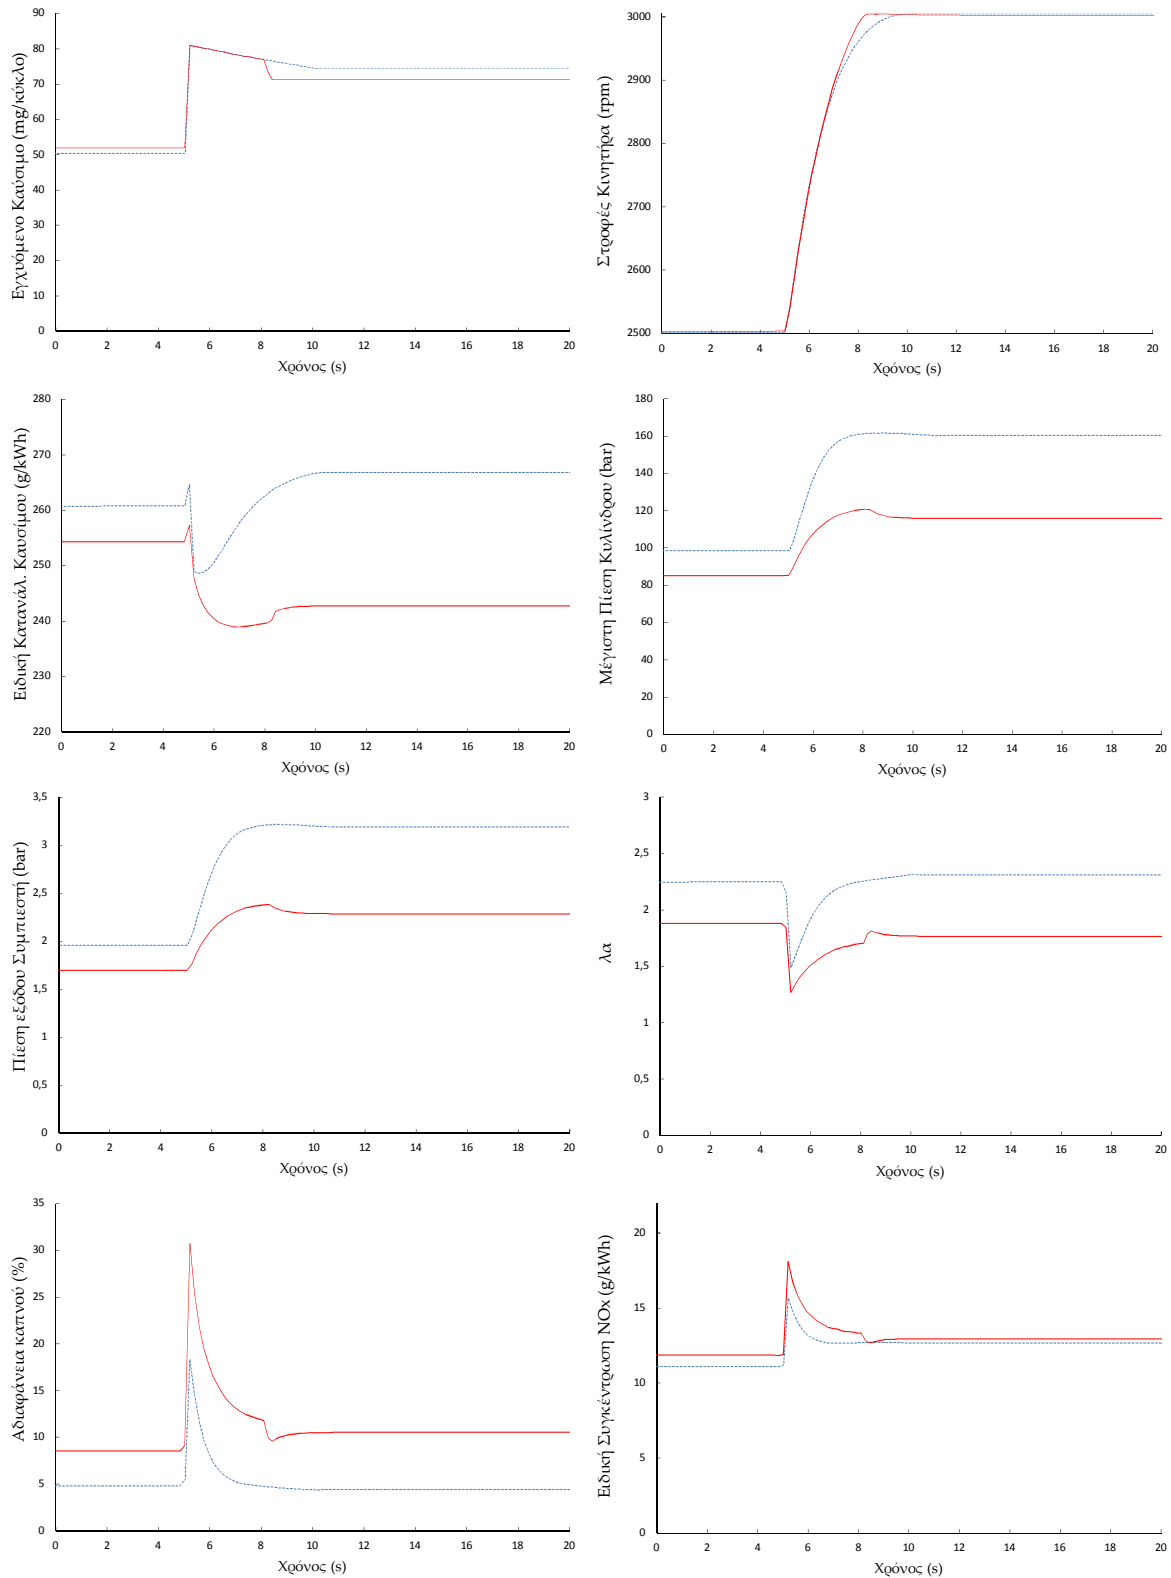 Εγχυόμενο Καύσιμο (mg/κύκλο)
90
80
70
60
50
40
30
20
10
0
0 2 4 6 8 10 12 14 16 18 20
Χρόνος (s)
Στροφές Κινητήρα (rpm)
3000
2900
2800
2700
2600
2500
0 2 4 6 8 10 12 14 16 18 20
Χρόνος (s)
Ειδική Κατανάλ. Καυσίμου (g/kWh)
280
270
260
250
240
230
220
0 2 4 6 8 10 12 14 16 18 20
Χρόνος (s)
Μέγιστη Πίεση Κυλίνδρου (bar)
180
160
140
120
100
80
60
40
20
0
0 2 4 6 8 10 12 14 16 18 20
Χρόνος (s)
Πίεση εξόδου Συμπιεστή (bar)
3,5
3
2,5
2
1,5
1
0,5
0
0 2 4 6 8 10 12 14 16 18 20
Χρόνος (s)
λα
3
2,5
2
1,5
1
0,5
0
0 2 4 6 8 10 12 14 16 18 20
Χρόνος (s)
Αδιαφάνεια καπνού (%)
35
30
25
20
15
10
5
0
0 2 4 6 8 10 12 14 16 18 20
Χρόνος (s)
Ειδική Συγκέντρωση NOx (g/kWh)
20
15
10
5
0
0 2 4 6 8 10 12 14 16 18 20
Χρόνος (s)